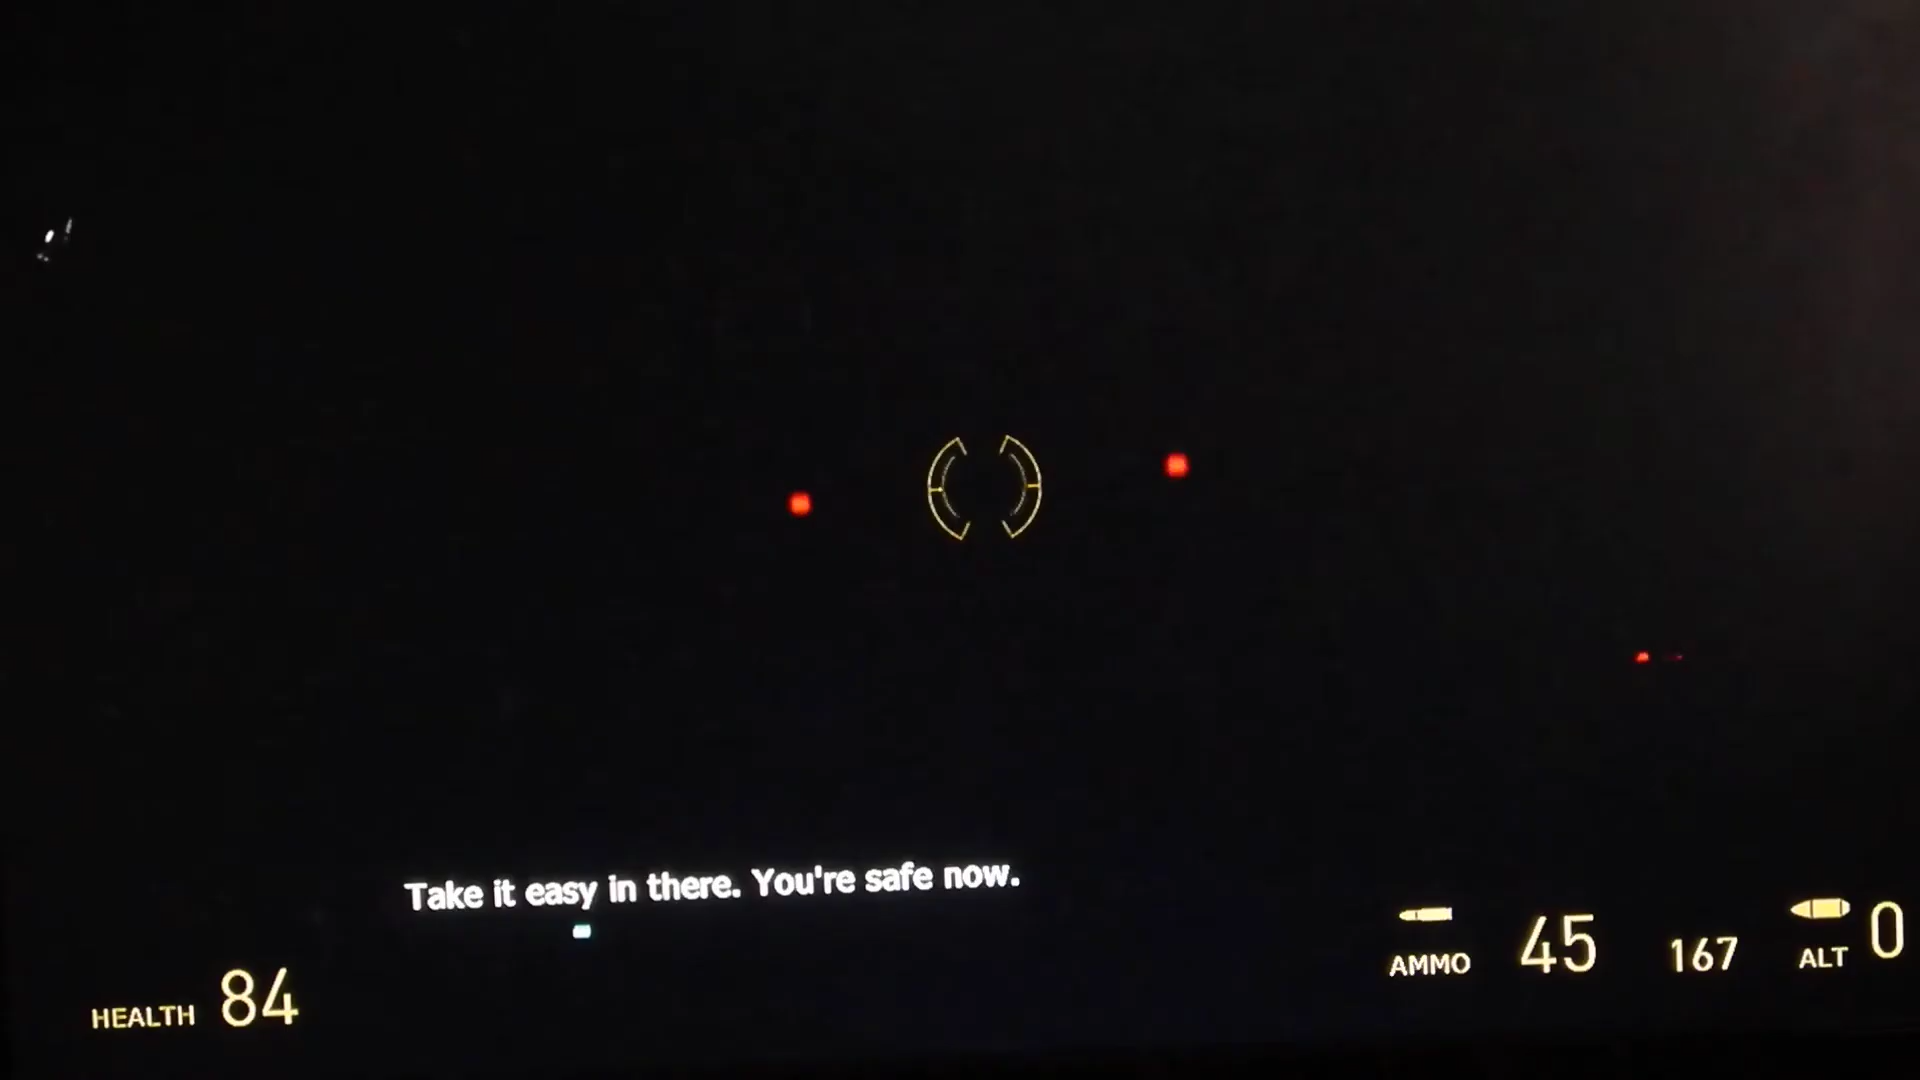 Take it easy in there. You're safe now.
HEALTH 84
AMMO 45 167 ALT 0